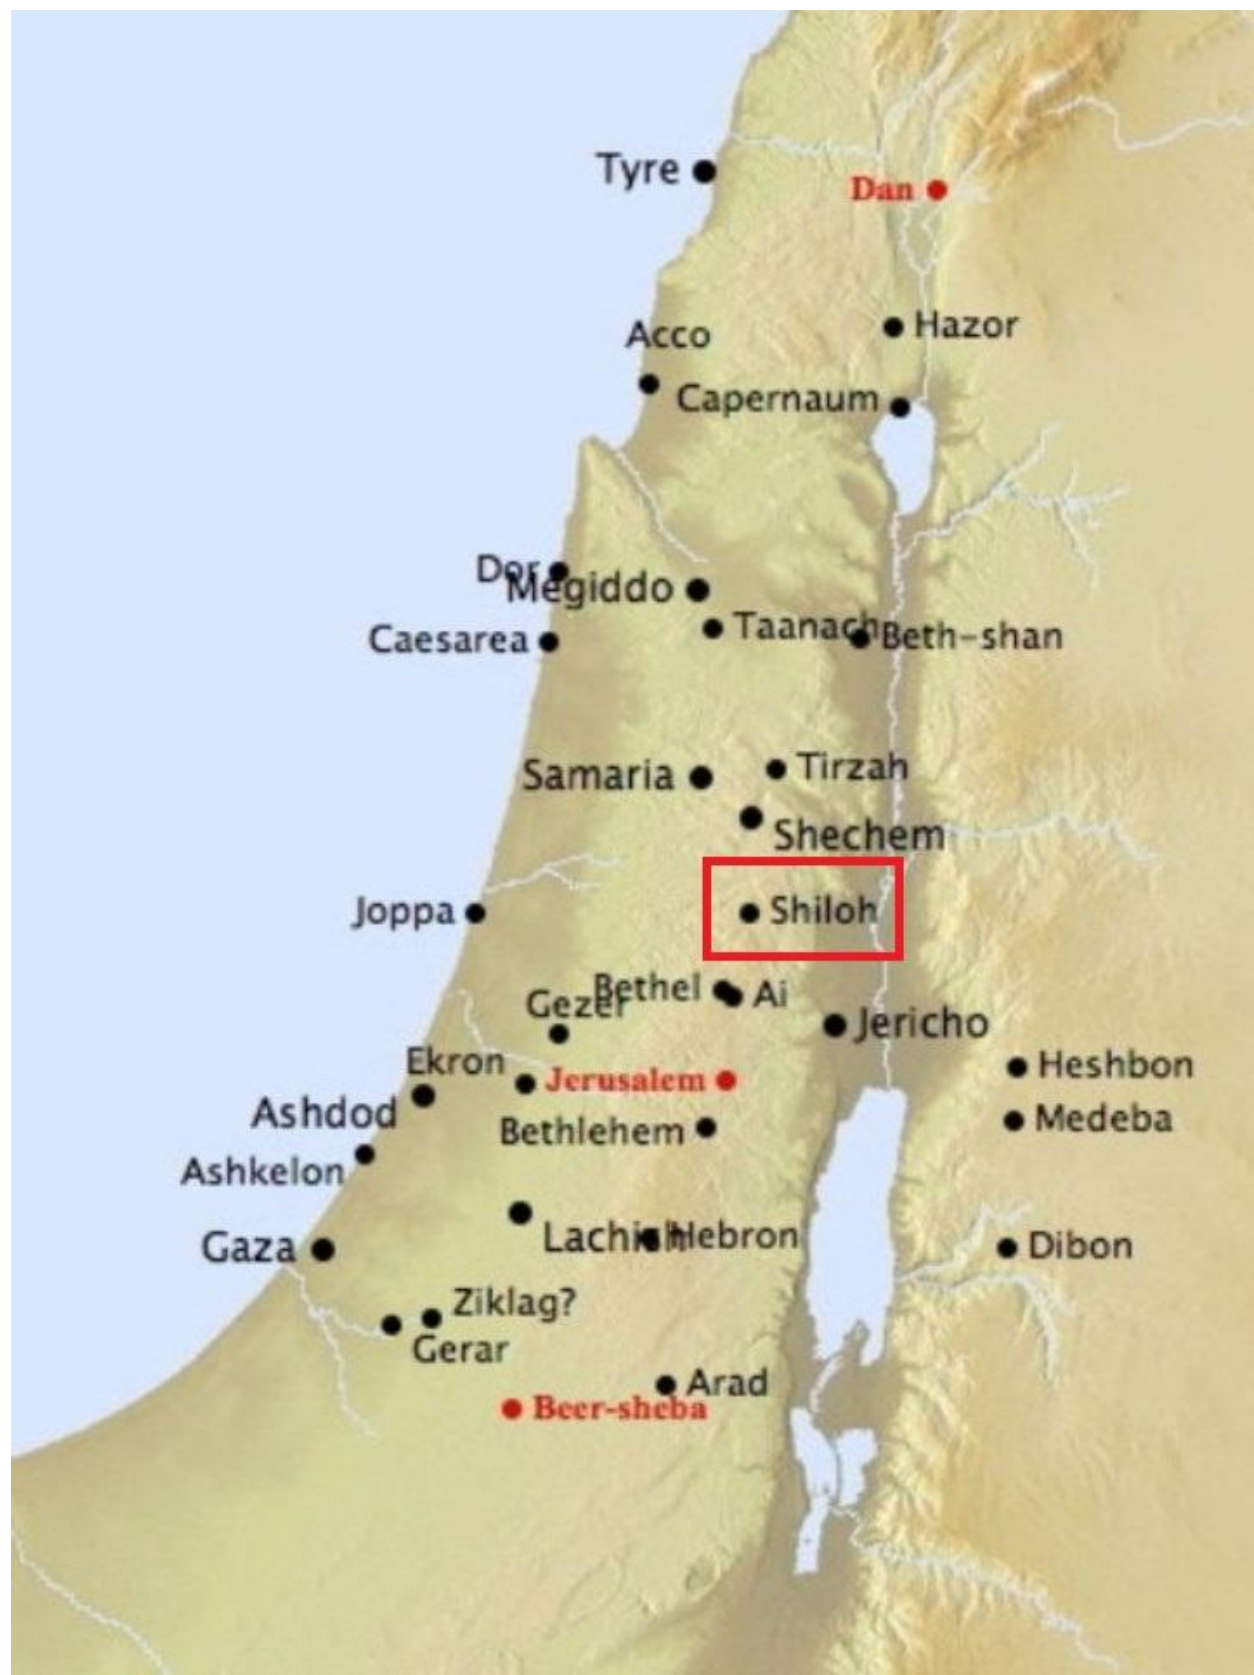 Tyre
Dan
Hazor
Acco
Capernaum
Dor
Megiddo
Taanach
Beth-shan
Caesarea
Tirzah
Samaria
Shechem
Shiloh
Joppa
Bethel
Ai
Gezer
Jericho
Ekron
Heshbon
Jerusalem
Ashdod
Medeba
Bethlehem
Ashkelon
Lachish
Hebron
Gaza
Dibon
Ziklag?
Gerar
Arad
Beer-sheba